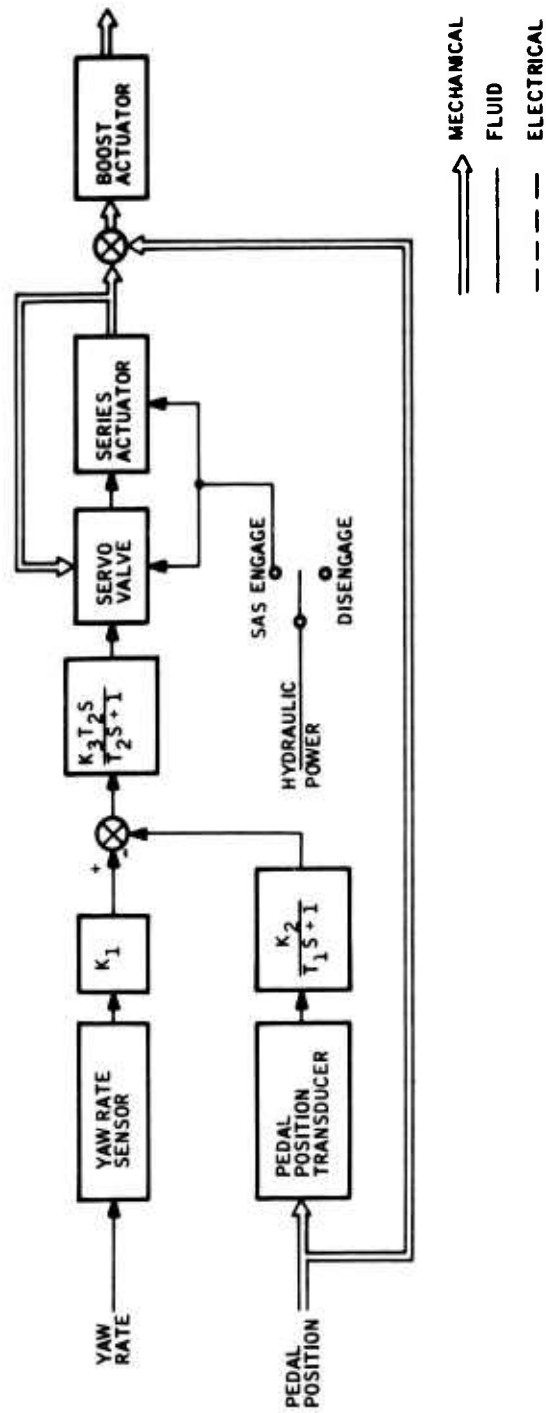 YAW
RATE
YAW RATE
SENSOR
K1
+
-
K3T2S
T2S + 1
SERVO
VALVE
SERIES
ACTUATOR
BOOST
ACTUATOR
PEDAL
POSITION
PEDAL
POSITION
TRANSDUCER
K2
T1S + 1
HYDRAULIC
POWER
SAS ENGAGE
DISENGAGE
MECHANICAL
FLUID
ELECTRICAL